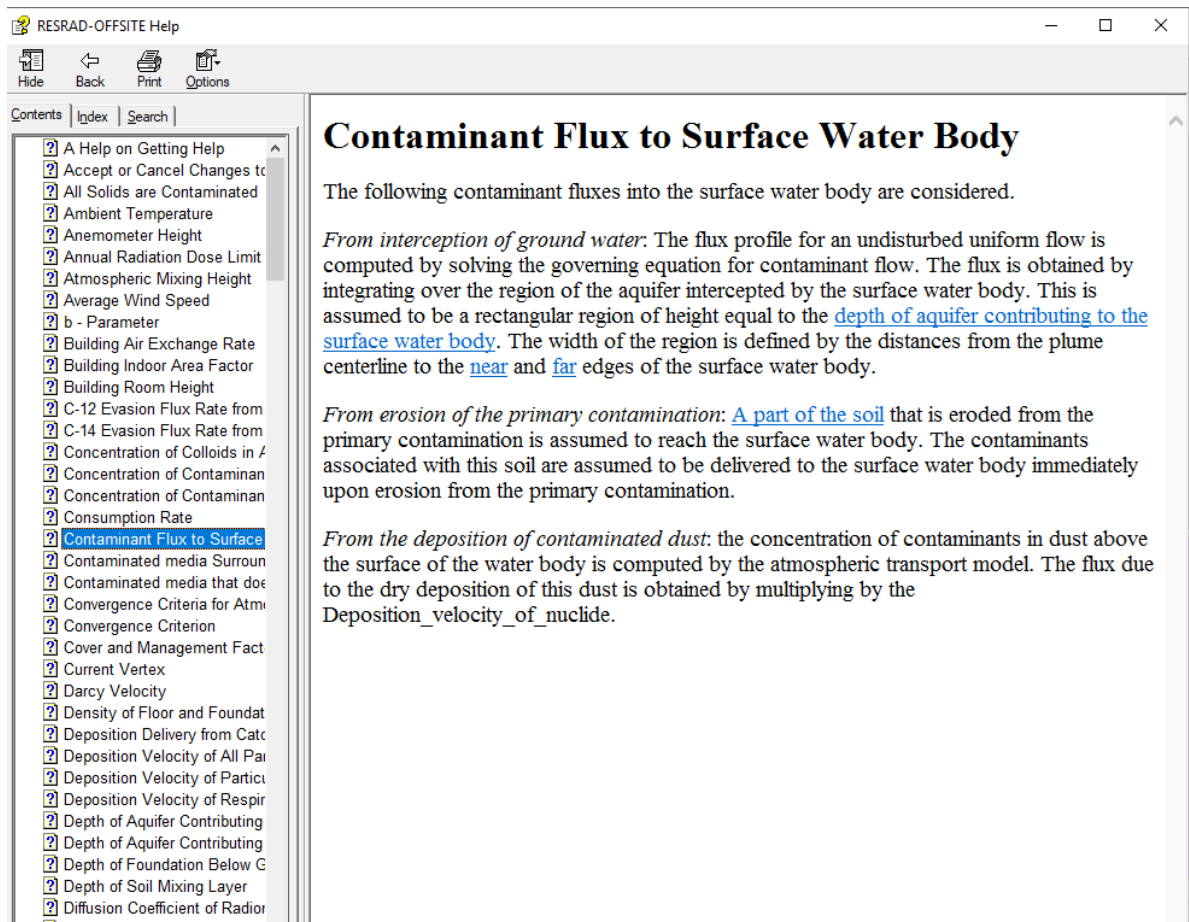 RESRAD-OFFSITE Help
Hide Back Print Options
Contents Index Search
A Help on Getting Help
Accept or Cancel Changes to
All Solids are Contaminated
Ambient Temperature
Anemometer Height
Annual Radiation Dose Limit
Atmospheric Mixing Height
Average Wind Speed
b - Parameter
Building Air Exchange Rate
Building Indoor Area Factor
Building Room Height
C-12 Evasion Flux Rate from
C-14 Evasion Flux Rate from
Concentration of Colloids in A
Concentration of Contaminan
Concentration of Contaminan
Consumption Rate
Contaminant Flux to Surface
Contaminated media Surroun
Contaminated media that doe
Convergence Criteria for Atm
Convergence Criterion
Cover and Management Fact
Current Vertex
Darcy Velocity
Density of Floor and Foundat
Deposition Delivery from Catc
Deposition Velocity of All Par
Deposition Velocity of Particu
Deposition Velocity of Respir
Depth of Aquifer Contributing
Depth of Aquifer Contributing
Depth of Foundation Below G
Depth of Soil Mixing Layer
Diffusion Coefficient of Radior
Contaminant Flux to Surface Water Body
The following contaminant fluxes into the surface water body are considered.
From interception of ground water: The flux profile for an undisturbed uniform flow is
computed by solving the governing equation for contaminant flow. The flux is obtained by
integrating over the region of the aquifer intercepted by the surface water body. This is
assumed to be a rectangular region of height equal to the depth of aquifer contributing to the
surface water body. The width of the region is defined by the distances from the plume
centerline to the near and far edges of the surface water body.
From erosion of the primary contamination: A part of the soil that is eroded from the
primary contamination is assumed to reach the surface water body. The contaminants
associated with this soil are assumed to be delivered to the surface water body immediately
upon erosion from the primary contamination.
From the deposition of contaminated dust: the concentration of contaminants in dust above
the surface of the water body is computed by the atmospheric transport model. The flux due
to the dry deposition of this dust is obtained by multiplying by the
Deposition_velocity_of_nuclide.